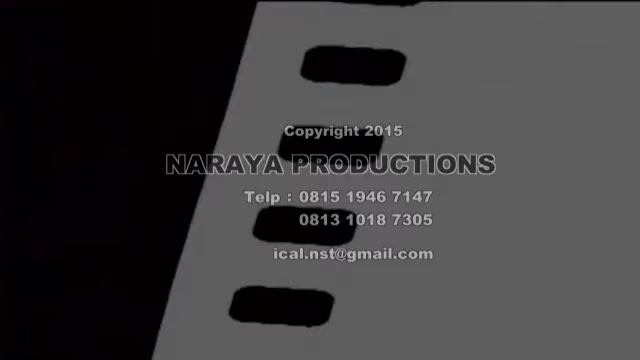 Copyright 2015
NARAYA PRODUCTIONS
Telp : 0815 1946 7147
0813 1018 7305
ical.nst@gmail.com